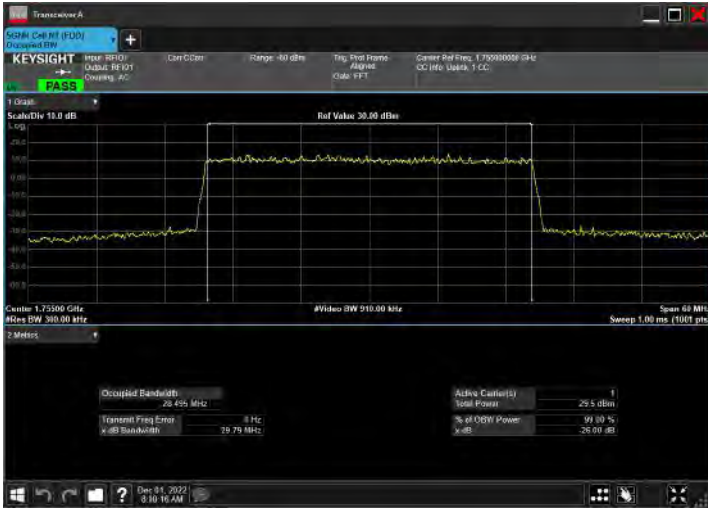 Transceiver A
5GNR Cell NT (FDD)
Occupied BW
KEYSIGHT
Input: RFIO1
Output: RFIO1
Coupling: AC
Corr CCorr
Range: -60 dBm
Trig: Prot Frame
Aligned
Gate: FFT
Carrier Ref Freq: 1.755000000 GHz
CC Info: Uplink, 1 CC
PASS
1 Graph
Scale/Div 10.0 dB
Ref Value 30.00 dBm
Log
Center 1.75500 GHz
#Video BW 910.00 kHz
Span 60 MHz
#Res BW 300.00 kHz
Sweep 1.00 ms (1001 pts
2 Metrics
Occupied Bandwidth
28.495 MHz
Active Carrier(s) 1
Total Power 29.5 dBm
Transmit Freq Error 0 Hz
x dB Bandwidth 29.79 MHz
% of OBW Power 99.00 %
x dB -26.00 dB
?
Dec 01, 2022
8:30:16 AM